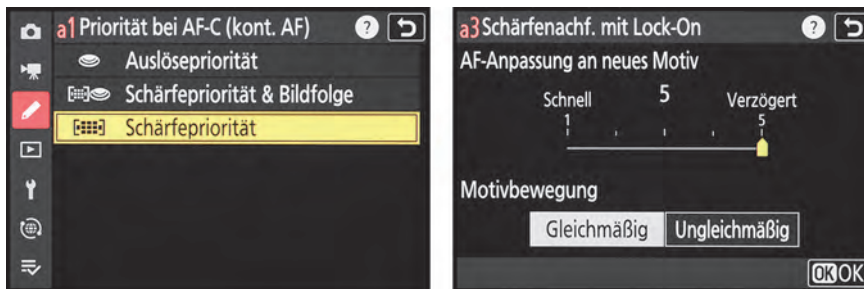 a1 Priorität bei AF-C (kont. AF) ?
Auslösepriorität
Schärfepriorität & Bildfolge
Schärfepriorität
a3 Schärfenachf. mit Lock-On ?
AF-Anpassung an neues Motiv
Schnell 5 Verzögert
1 5
Motivbewegung
Gleichmäßig Ungleichmäßig
OK OK